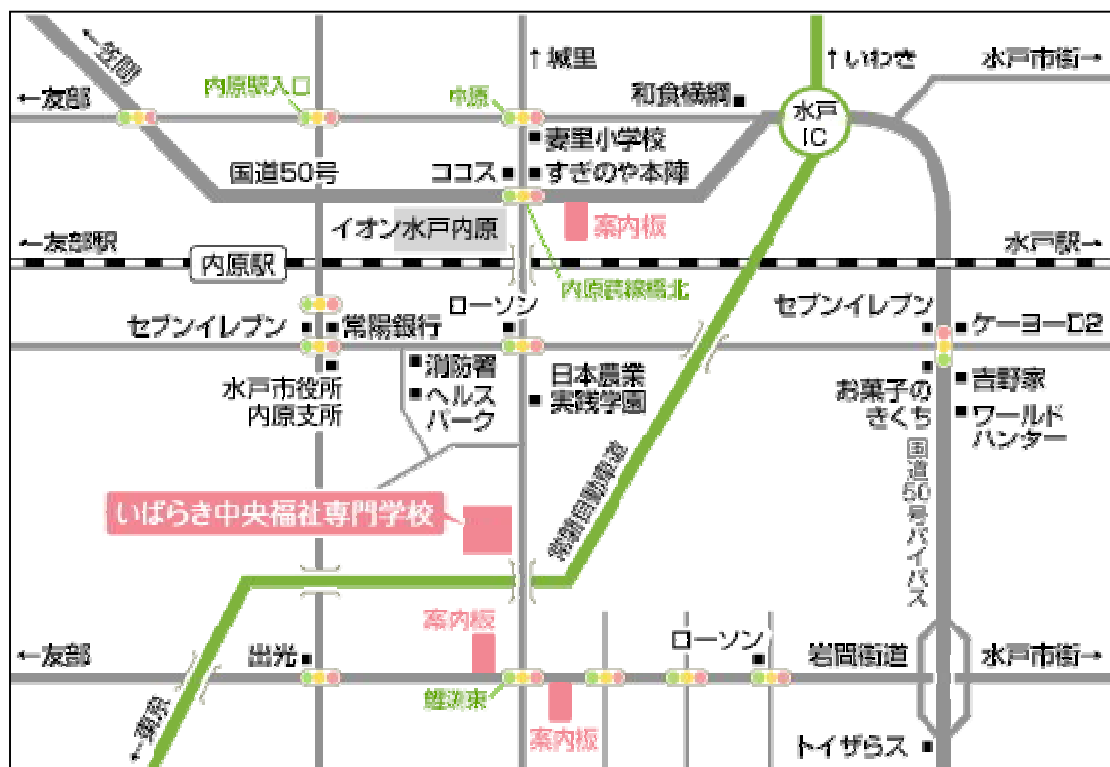 ←笠間
↑城里
↑いわき
水戸市街→
←友部
内原駅入口
中原
和食横綱
水戸
IC
妻里小学校
国道50号
ココス
すぎのや本陣
イオン水戸内原
案内板
←友部駅
水戸駅→
内原駅
内原跨線橋北
ローソン
セブンイレブン
ケーヨーD2
セブンイレブン
常陽銀行
消防署
ヘルス
パーク
日本農業
実践学園
水戸市役所
内原支所
お菓子の
きくち
吉野家
ワールド
ハンター
国道50号バイパス
常磐自動車道
いばらき中央福祉専門学校
案内板
←友部
出光
ローソン
岩間街道
水戸市街→
鯉淵東
←東京
案内板
トイザらス